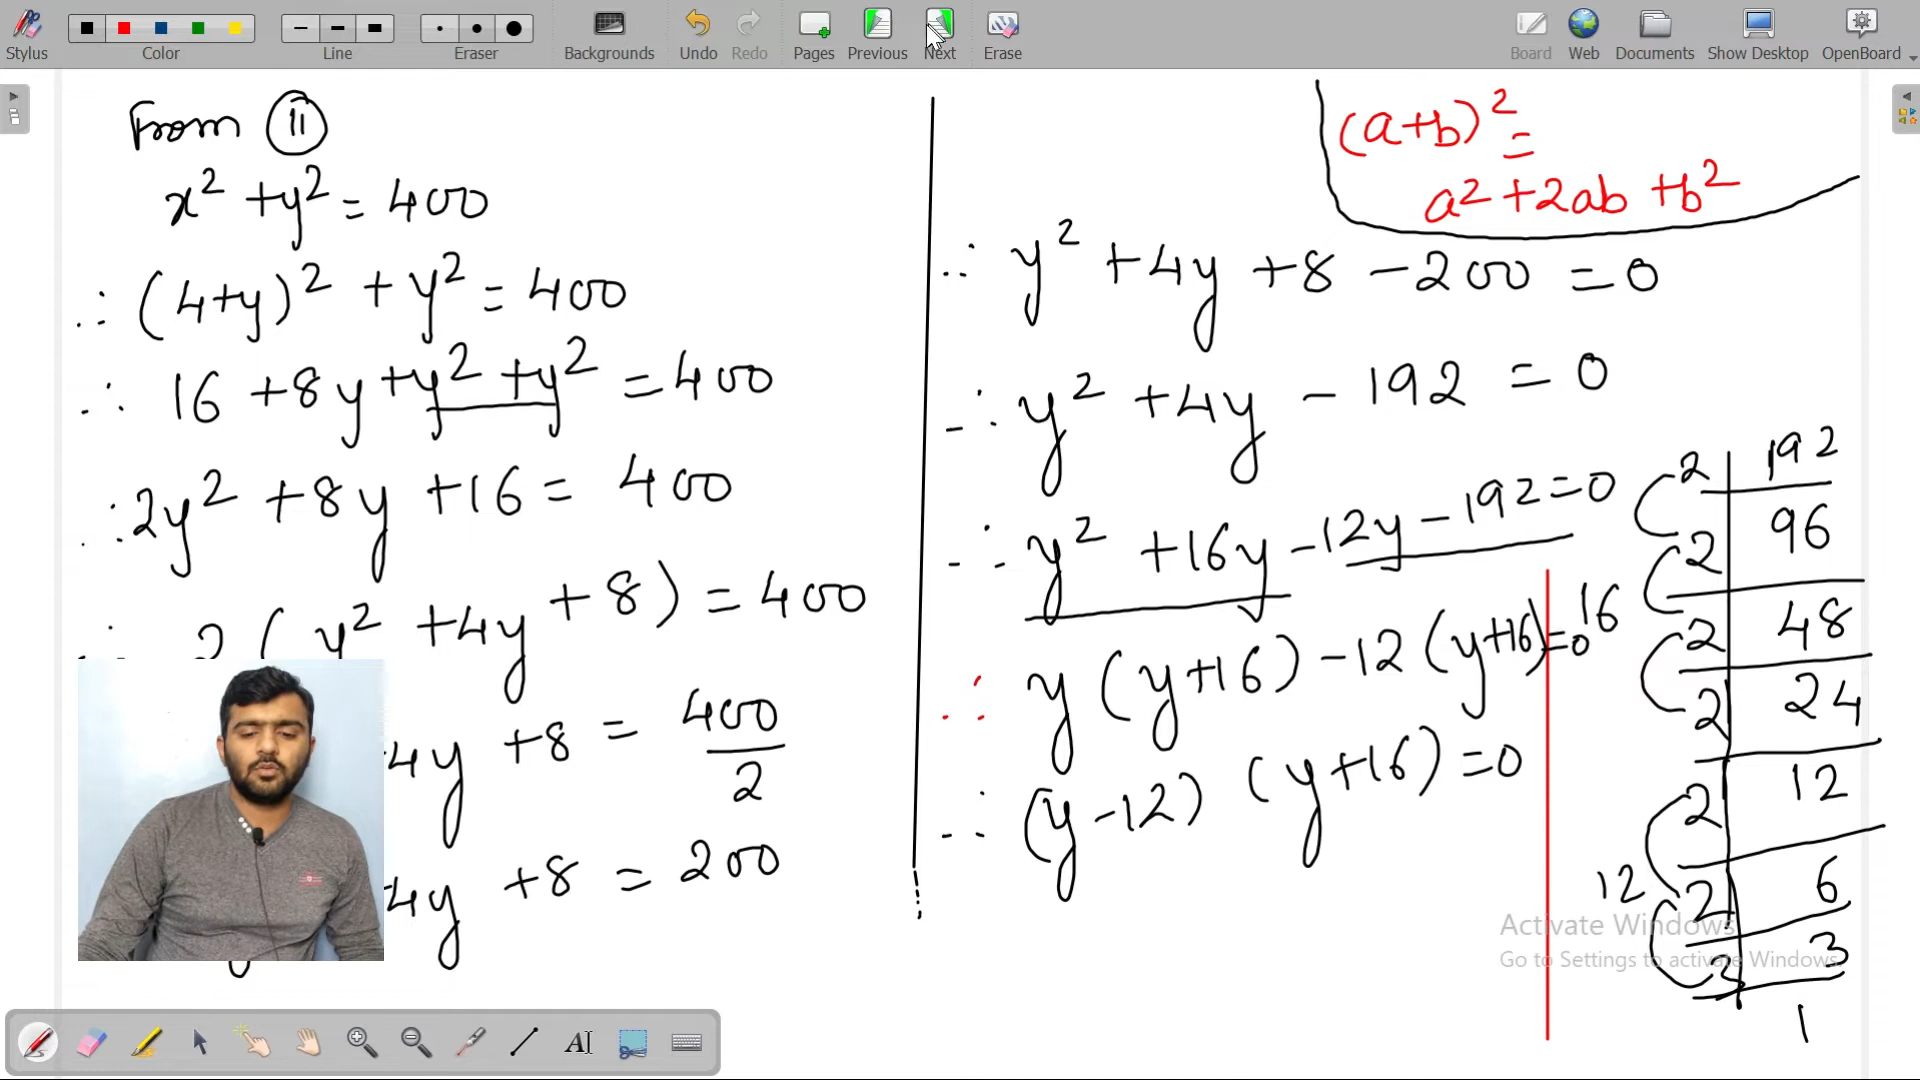 Stylus
Color
Line
Eraser
Backgrounds
Undo
Redo
Pages
Previous
Next
Erase
Board
Web
Documents
Show Desktop
OpenBoard
From (II)
x² + y² = 400
∴ (4+y)² + y² = 400
∴ 16 + 8y + y² + y² = 400
∴ 2y² + 8y + 16 = 400
∴ 2(y² + 4y + 8) = 400
4y + 8 = 400/2
4y + 8 = 200
(a+b)² =
a² + 2ab + b²
∴ y² + 4y + 8 - 200 = 0
∴ y² + 4y - 192 = 0
∴ y² + 16y - 12y - 192 = 0
∴ y(y+16) - 12(y+16) = 0
∴ (y-12) (y+16) = 0
2 | 192
2 | 96
2 | 48
2 | 24
2 | 12
2 | 6
3 | 3
1
16
12
Activate Windows
Go to Settings to activate Windows.
AI